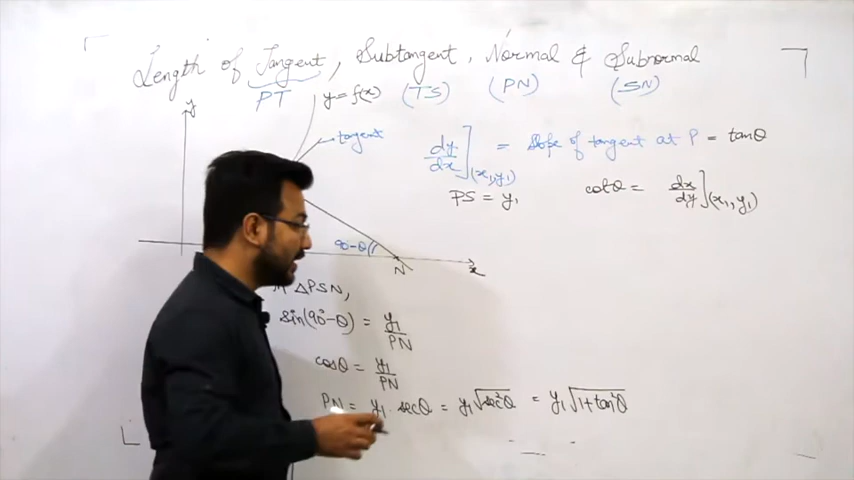 Length of Tangent, Subtangent, Normal & Subnormal
PT (TS) (PN) (SN)
y = f(x)
y
tangent
dy/dx](x₁,y₁) = slope of tangent at P = tanθ
PS = y₁
cotθ = dx/dy](x₁,y₁)
90-θ
N
x
ΔPSN,
sin(90°-θ) = y₁/PN
cosθ = y₁/PN
PN = y₁. secθ = y₁√sec²θ = y₁√1+tan²θ